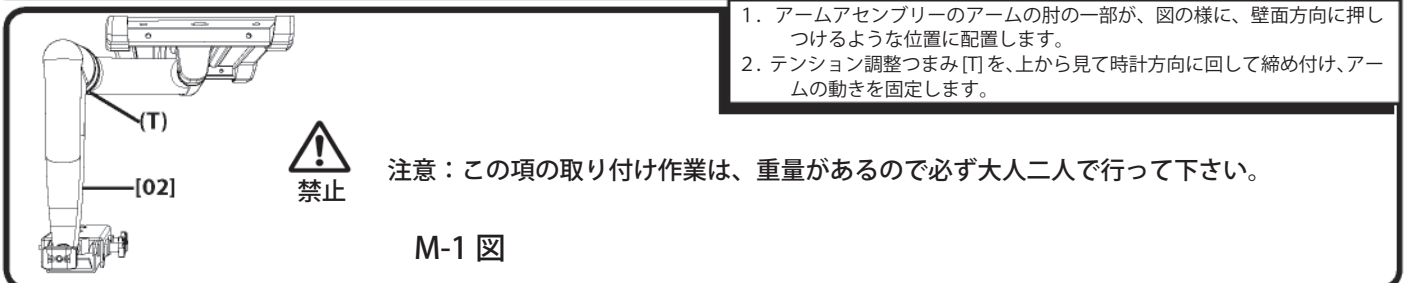 1．アームアセンブリーのアームの肘の一部が、図の様に、壁面方向に押し
つけるような位置に配置します。
2．テンション調整つまみ[T]を、上から見て時計方向に回して締め付け、アー
ムの動きを固定します。
(T)
[02]
禁止
注意：この項の取り付け作業は、重量があるので必ず大人二人で行って下さい。
M-1 図